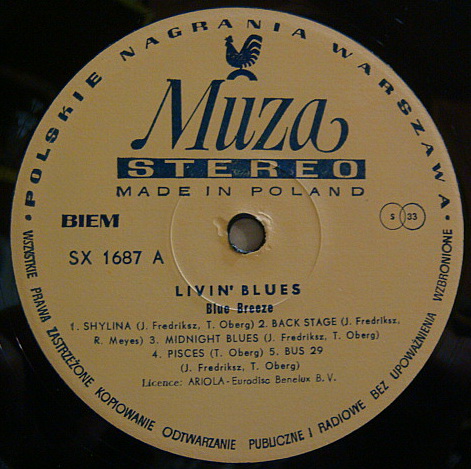 POLSKIE NAGRANIA WARSZAWA
Muza
STEREO
MADE IN POLAND
BIEM
S 33
SX 1687 A
LIVIN' BLUES
Blue Breeze
1. SHYLINA (J. Fredriksz, T. Oberg) 2. BACK STAGE (J. Fredriksz,
R. Meyes) 3. MIDNIGHT BLUES (J. Fredriksz, T. Oberg)
4. PISCES (T. Oberg) 5. BUS 29
(J. Fredriksz, T. Oberg)
Licence: ARIOLA-Eurodisc Benelux B. V.
WSZYSTKIE PRAWA ZASTRZEŻONE KOPIOWANIE ODTWARZANIE PUBLICZNE I RADIOWE BEZ UPOWAŻNIENIA WZBRONIONE